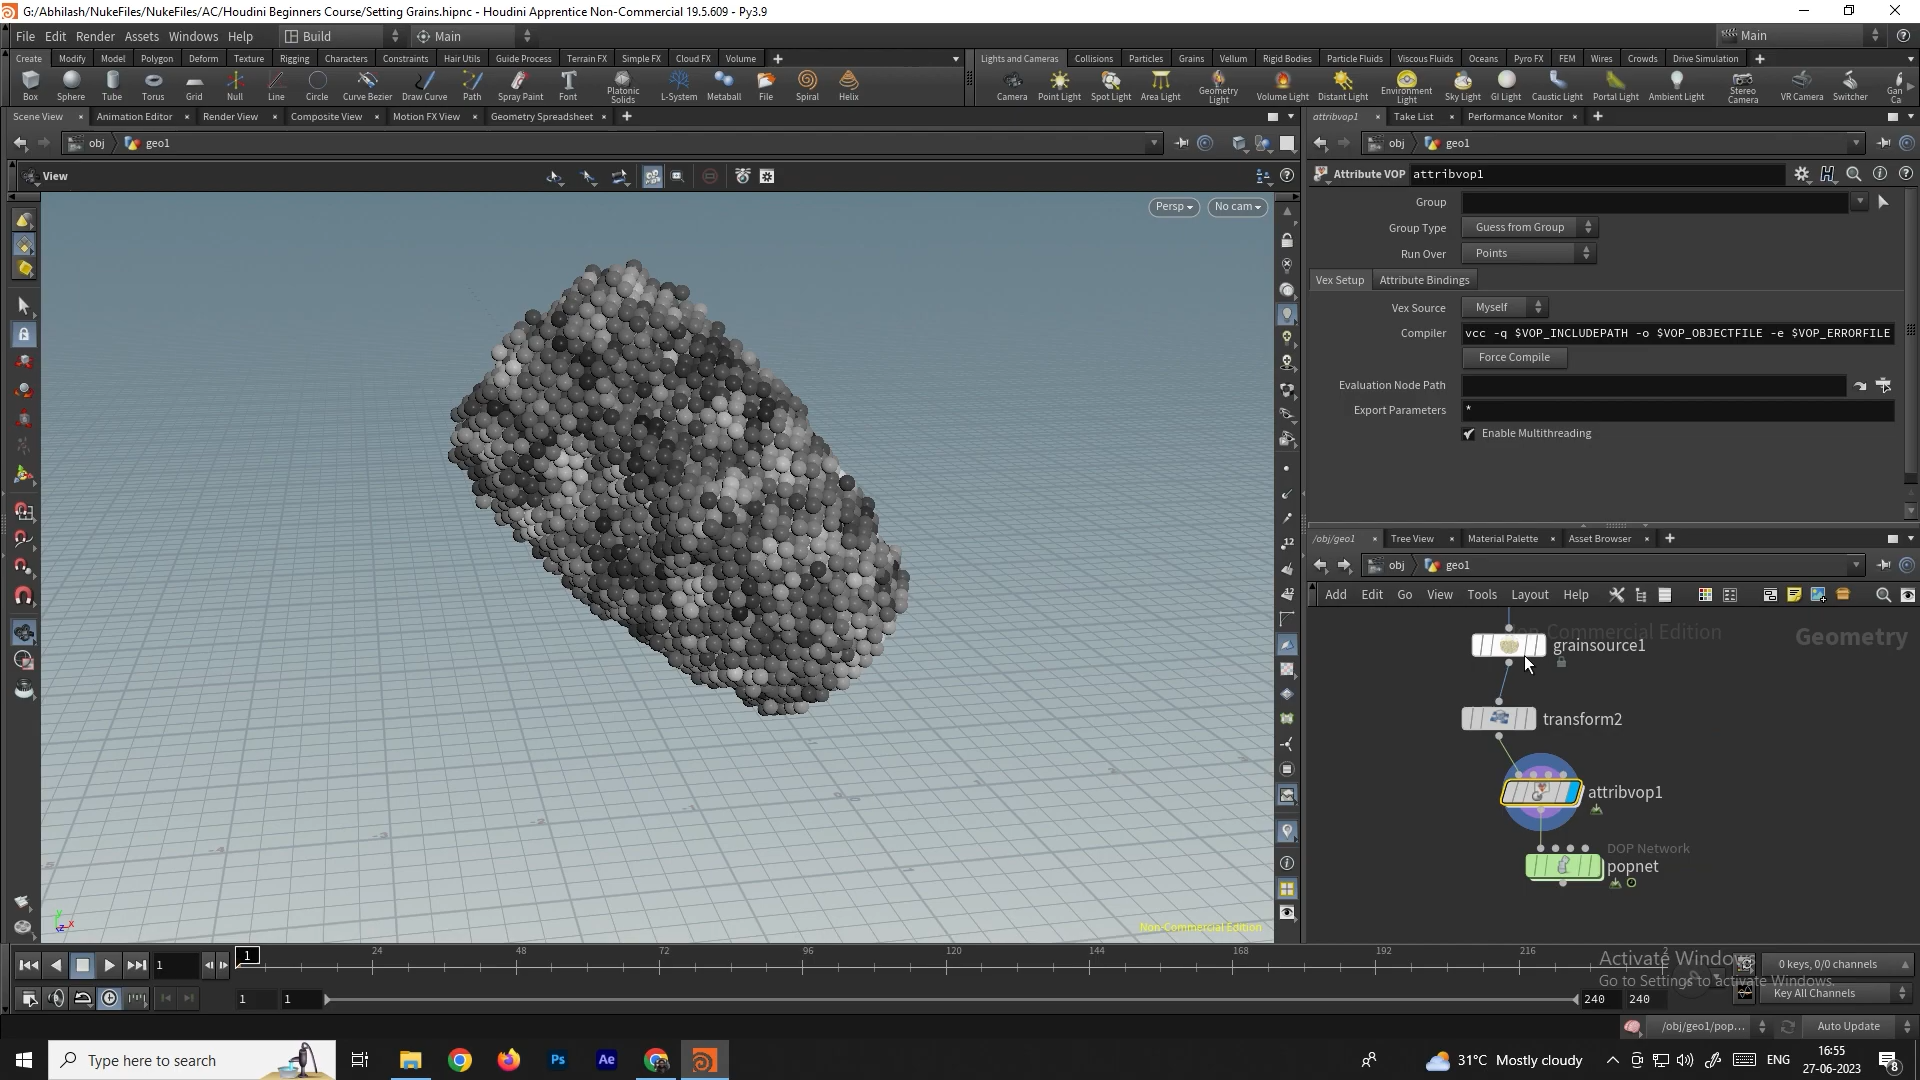 G:/Abhilash/NukeFiles/NukeFiles/AC/Houdini Beginners Course/Setting Grains.hipnc - Houdini Apprentice Non-Commercial 19.5.609 - Py3.9
File Edit Render Assets Windows Help Build Main Main
Create Modify Model Polygon Deform Texture Rigging Characters Constraints Hair Utils Guide Process Terrain FX Simple FX Cloud FX Volume
Lights and Cameras Collisions Particles Grains Vellum Rigid Bodies Particle Fluids Viscous Fluids Oceans Pyro FX FEM Wires Crowds Drive Simulation
Box Sphere Tube Torus Grid Null Line Circle Curve Bezier Draw Curve Path Spray Paint Font Platonic Solids L-System Metaball File Spiral Helix
Camera Point Light Spot Light Area Light Geometry Light Volume Light Distant Light Environment Light Sky Light GI Light Caustic Light Portal Light Ambient Light Stereo Camera VR Camera Switcher Gan Ca
Scene View Animation Editor Render View Composite View Motion FX View Geometry Spreadsheet
attribvop1 Take List Performance Monitor
obj geo1
obj geo1
View
Persp No cam
Attribute VOP attribvop1
Group
Group Type Guess from Group
Run Over Points
Vex Setup Attribute Bindings
Vex Source Myself
Compiler vcc -q $VOP_INCLUDEPATH -o $VOP_OBJECTFILE -e $VOP_ERRORFILE
Force Compile
Evaluation Node Path
Export Parameters *
Enable Multithreading
/obj/geo1 Tree View Material Palette Asset Browser
obj geo1
Add Edit Go View Tools Layout Help
Non-Commercial Edition
Geometry
grainsource1
transform2
attribvop1
DOP Network
popnet
Non-Commercial Edition
1 1 24 48 72 96 120 144 168 192 216 2
0 keys, 0/0 channels
Activate Windows
Go to Settings to activate Windows.
1 1 240 240
Key All Channels
/obj/geo1/pop... Auto Update
Type here to search
Ps Ae
31°C Mostly cloudy
ENG
16:55
27-06-2023
8